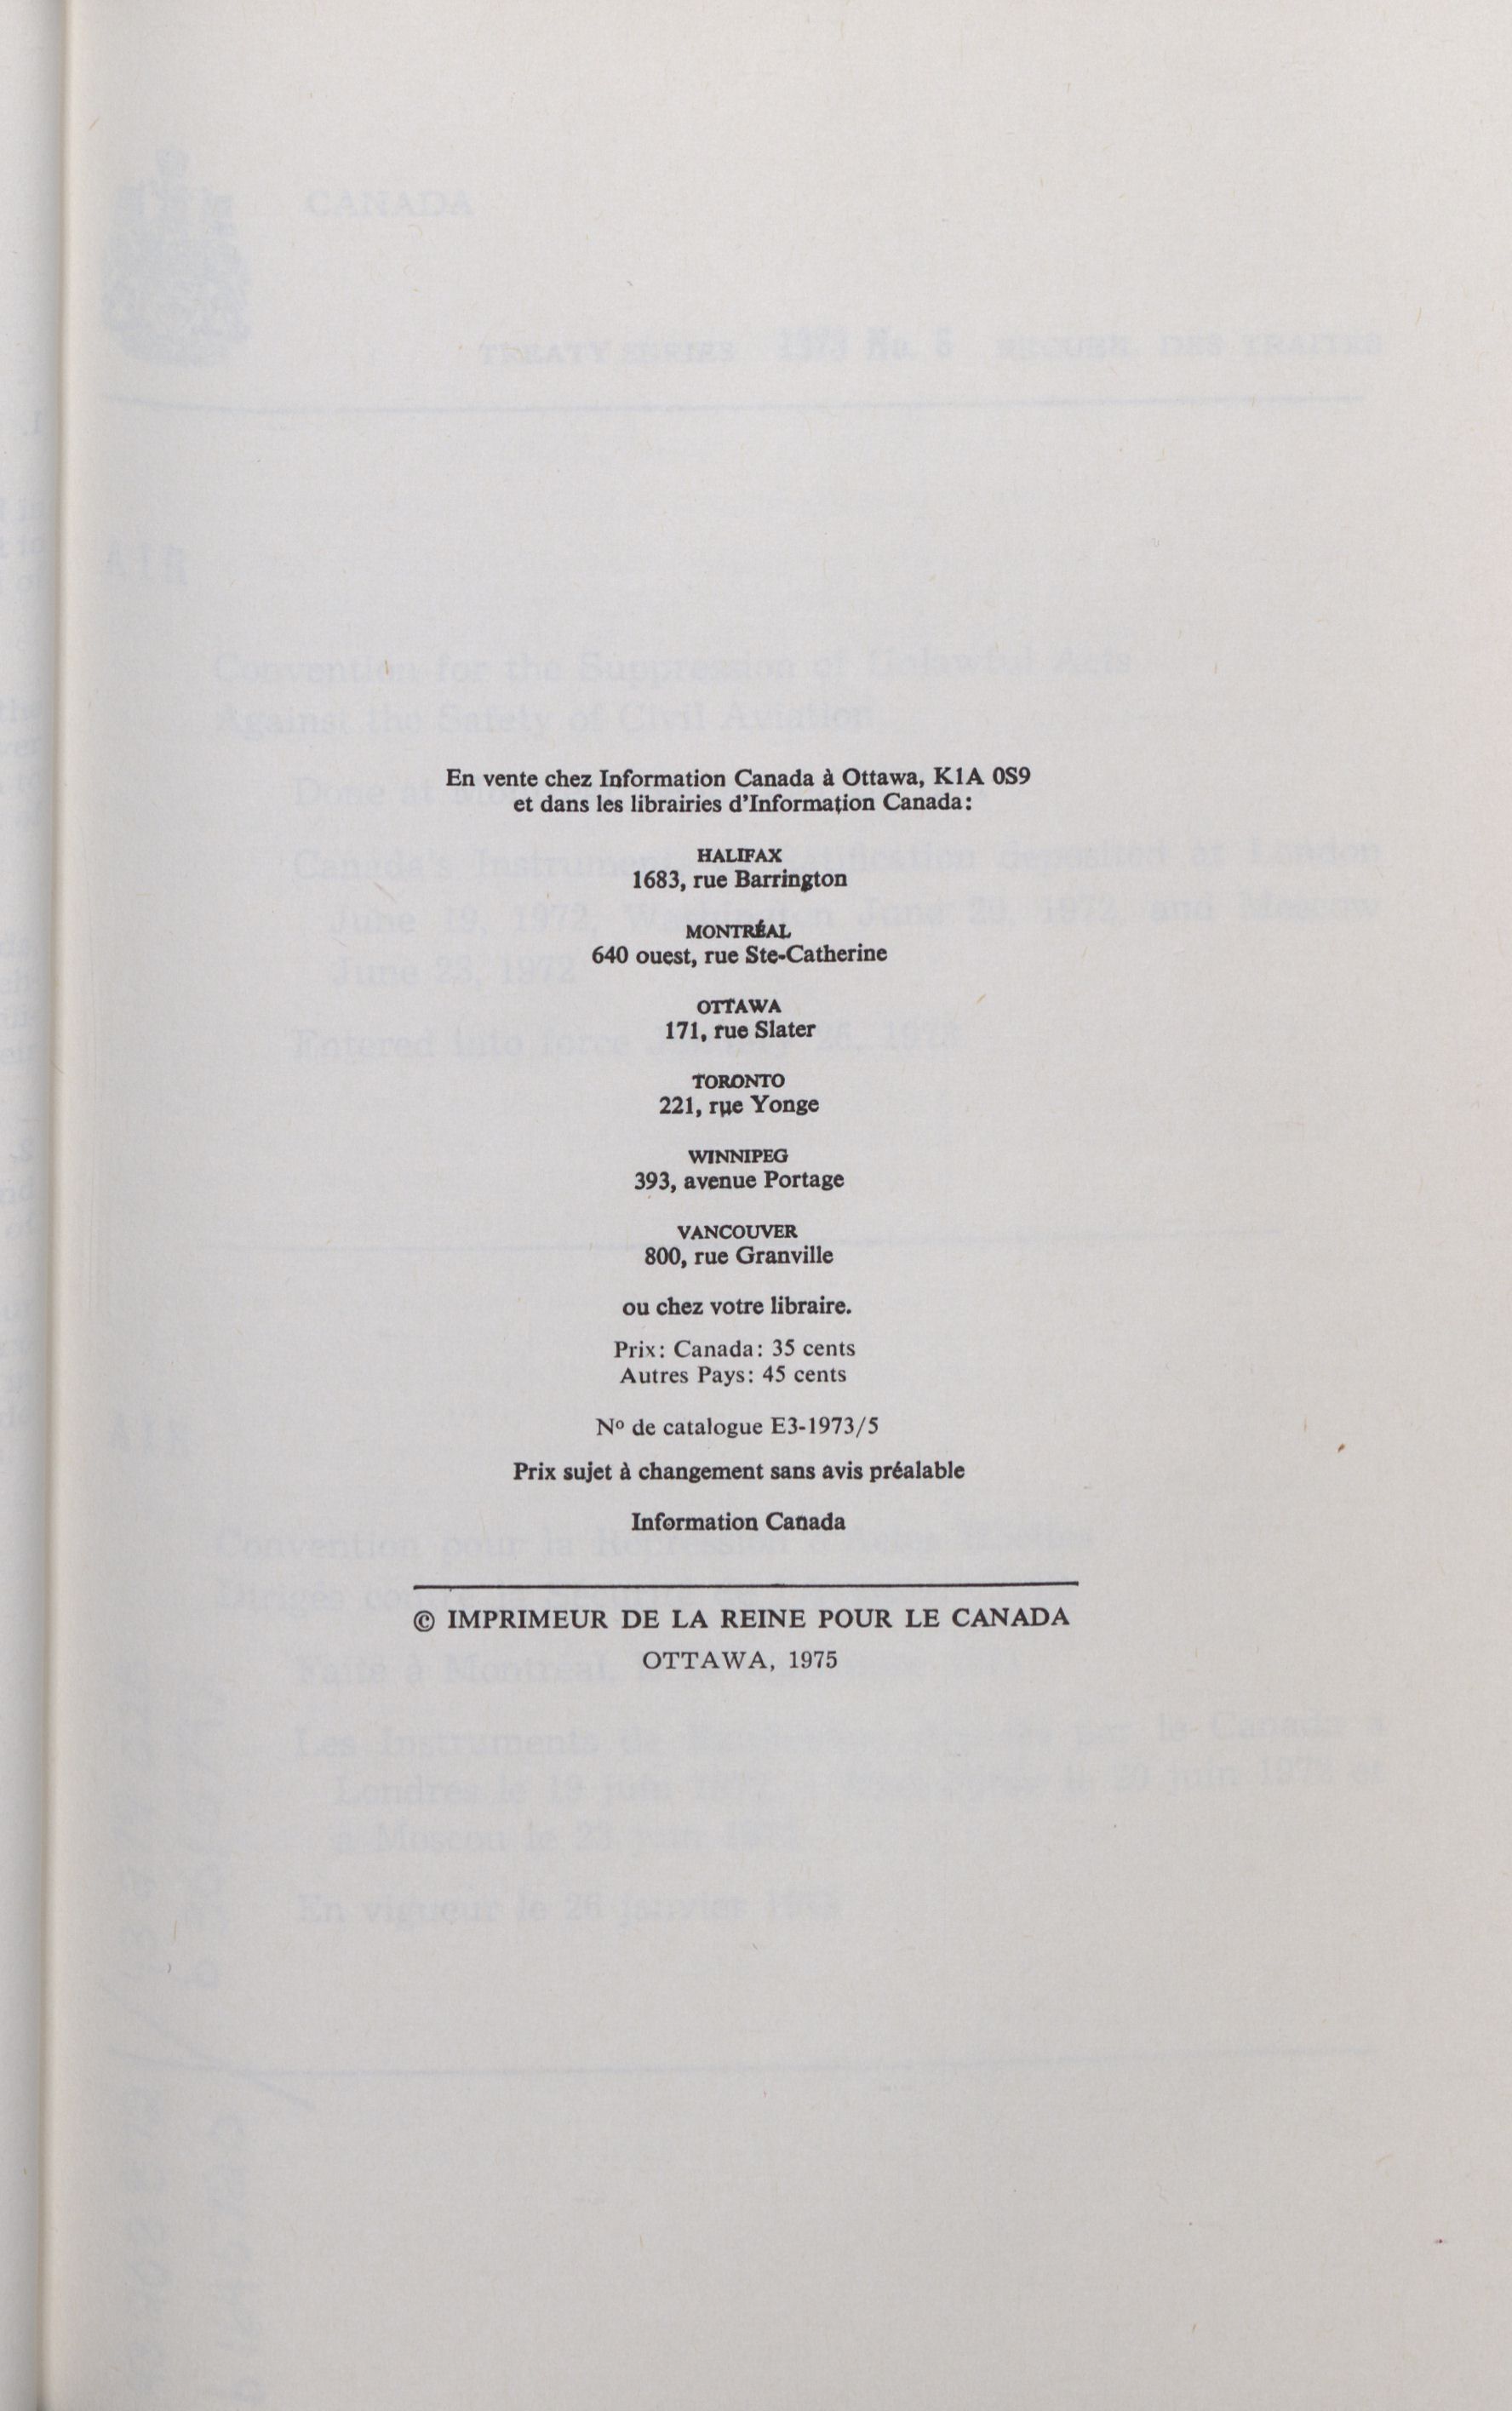 En vente chez Information Canada à Ottawa, K1A 0S9
et dans les librairies d'Information Canada:
HALIFAX
1683, rue Barrington
MONTRÉAL
640 ouest, rue Ste-Catherine
OTTAWA
171, rue Slater
TORONTO
221, rue Yonge
WINNIPEG
393, avenue Portage
VANCOUVER
800, rue Granville
ou chez votre libraire.
Prix: Canada: 35 cents
Autres Pays: 45 cents
Nº de catalogue E3-1973/5
Prix sujet à changement sans avis préalable
Information Canada
© IMPRIMEUR DE LA REINE POUR LE CANADA
OTTAWA, 1975